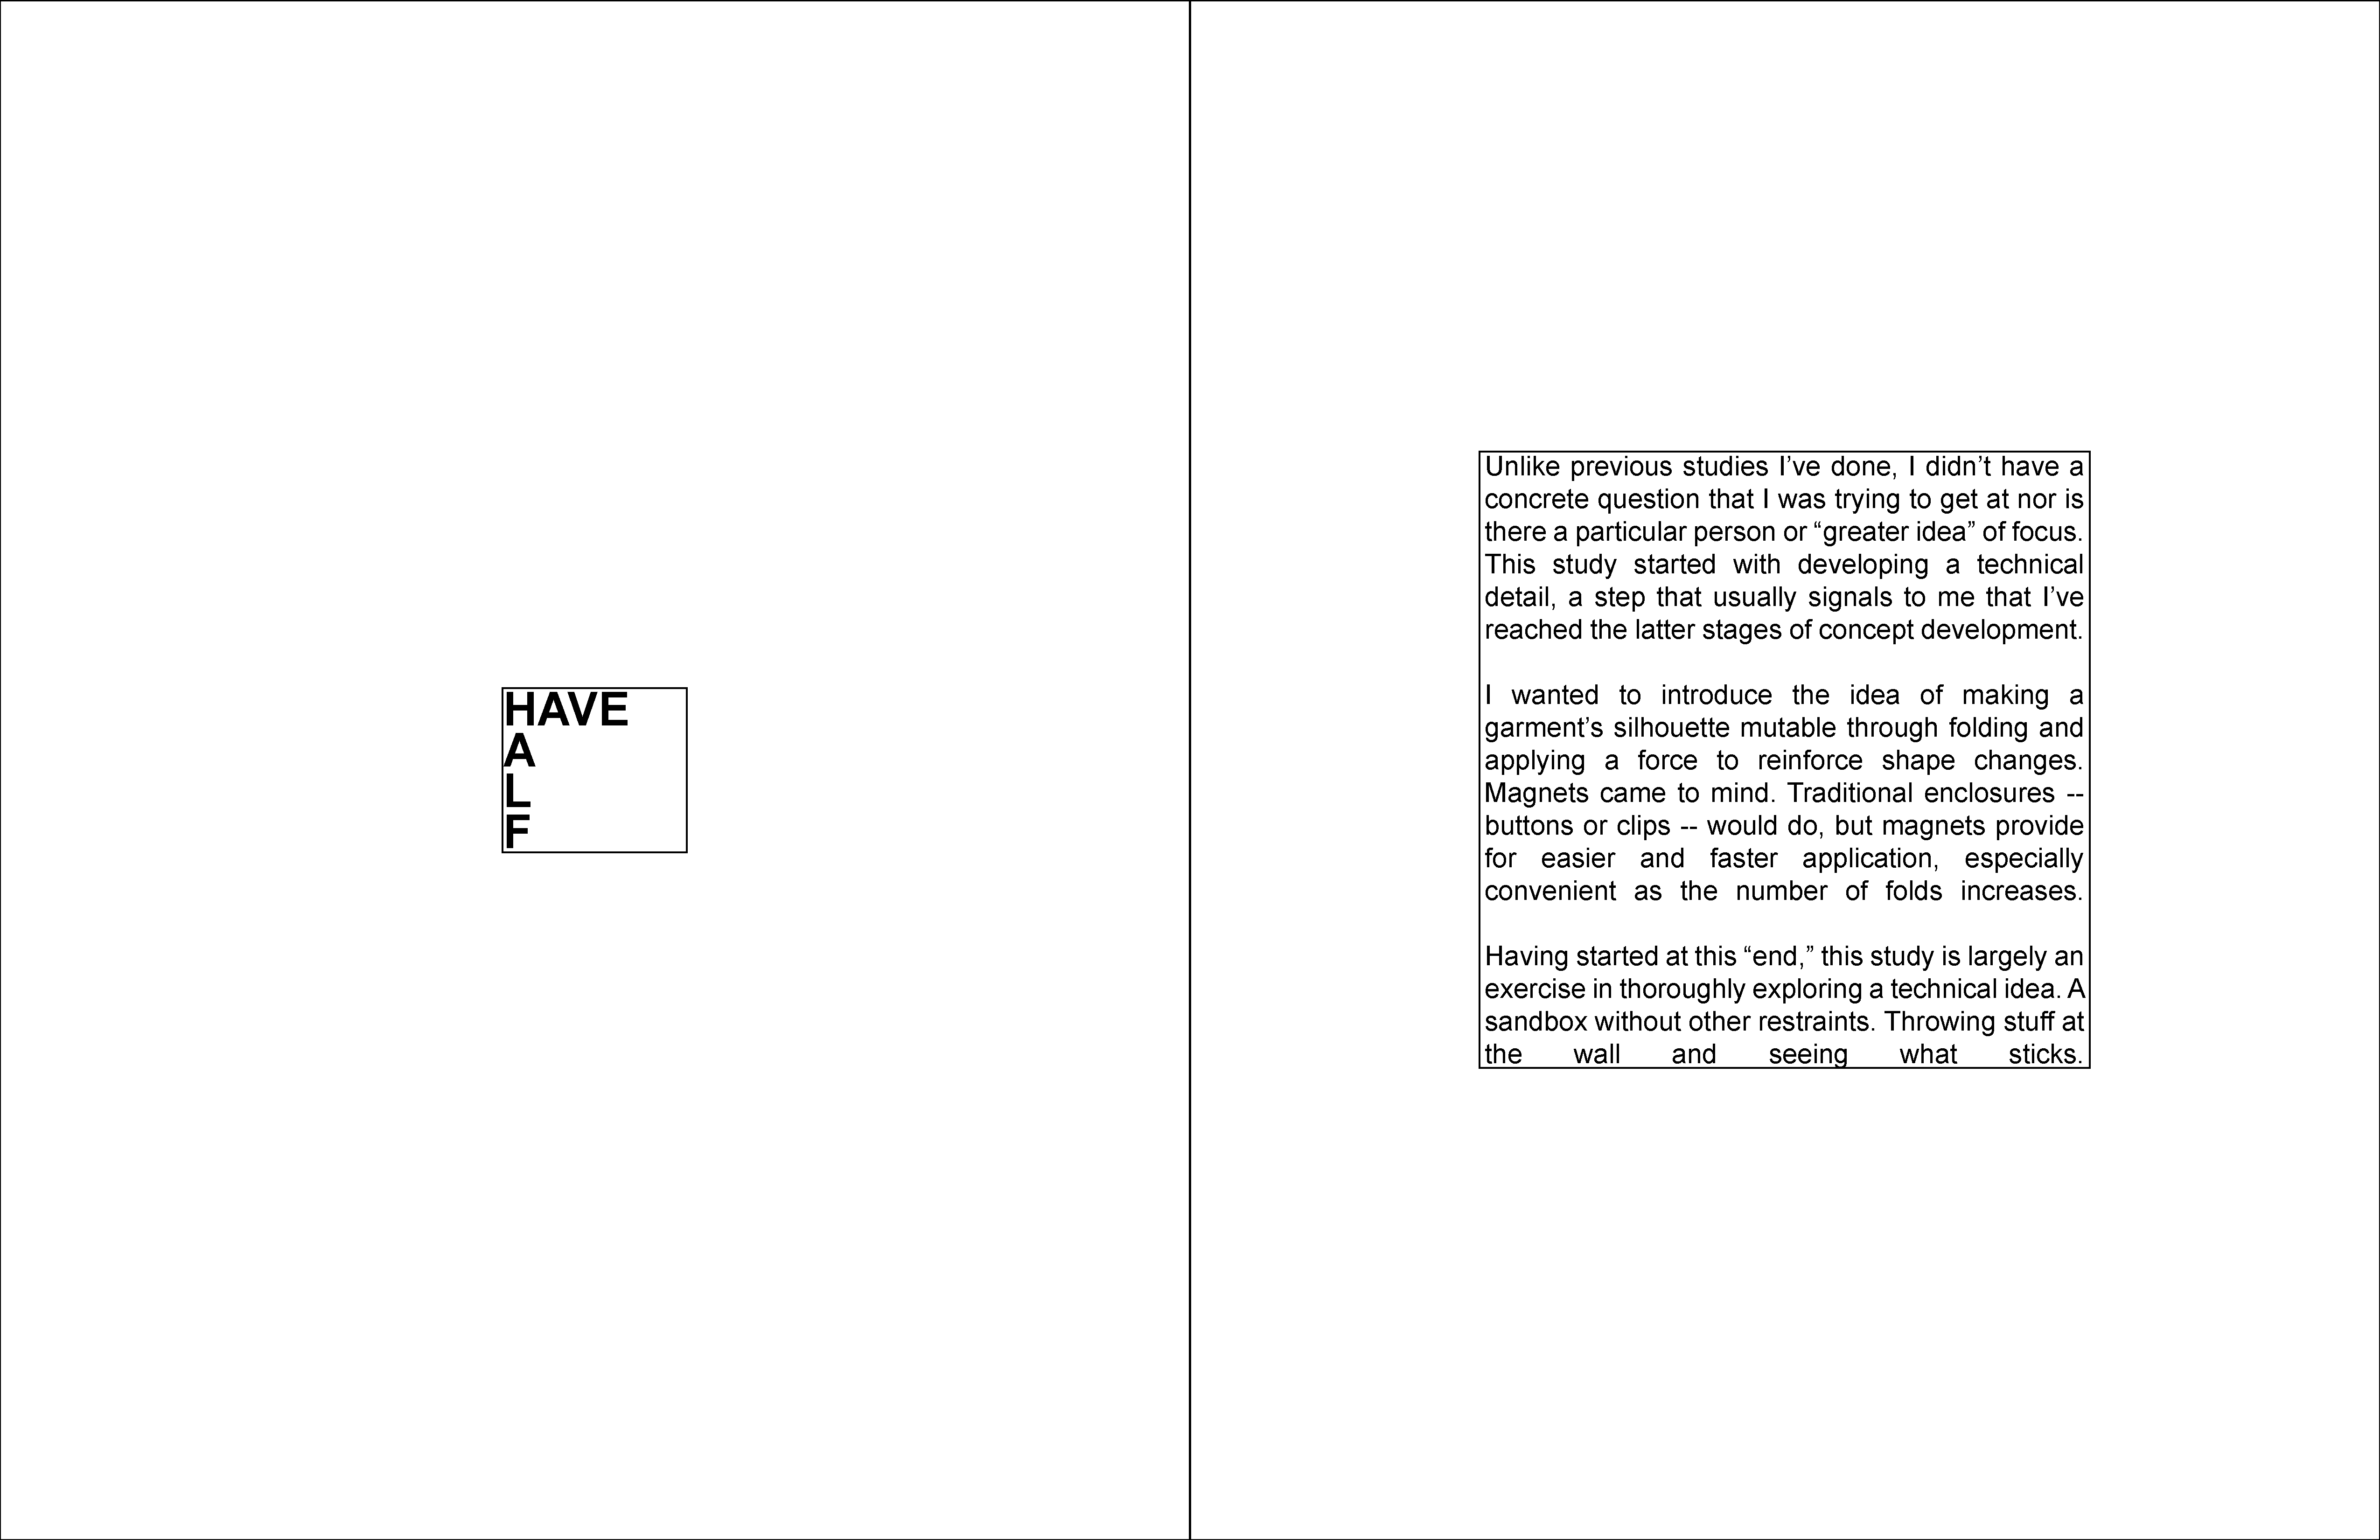 HAVE
A
L
F
Unlike previous studies I’ve done, I didn’t have a
concrete question that I was trying to get at nor is
there a particular person or “greater idea” of focus.
This study started with developing a technical
detail, a step that usually signals to me that I’ve
reached the latter stages of concept development.
I wanted to introduce the idea of making a
garment’s silhouette mutable through folding and
applying a force to reinforce shape changes.
Magnets came to mind. Traditional enclosures --
buttons or clips -- would do, but magnets provide
for easier and faster application, especially
convenient as the number of folds increases.
Having started at this “end,” this study is largely an
exercise in thoroughly exploring a technical idea. A
sandbox without other restraints. Throwing stuff at
the wall and seeing what sticks.